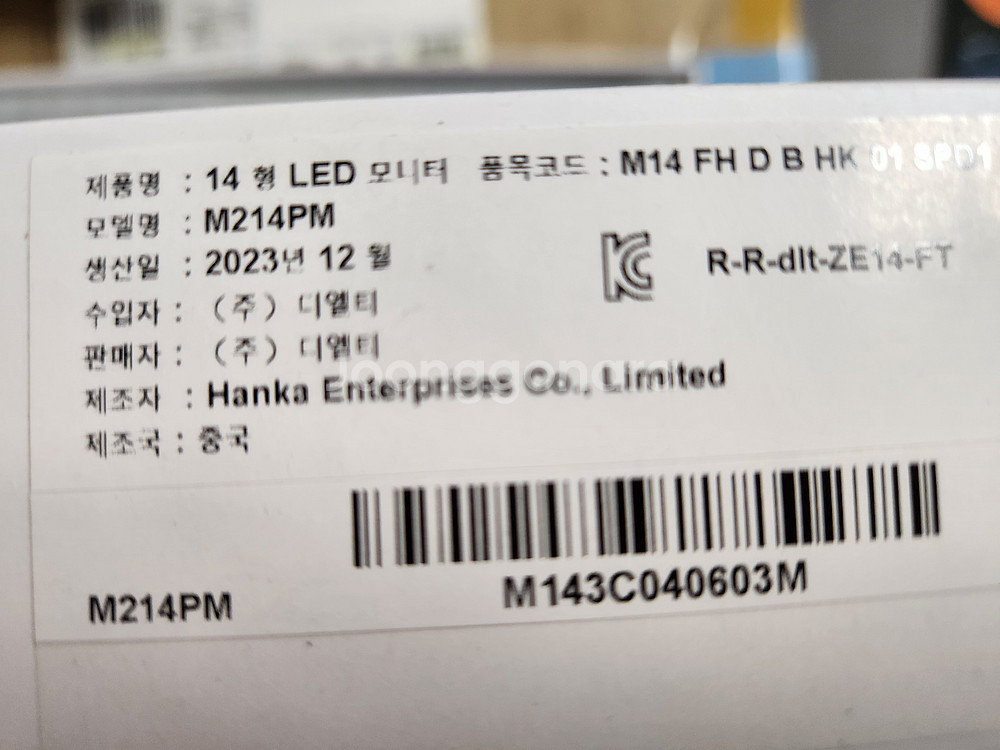 제품명 : 14 형 LED 모니터 품목코드 : M14 FH D B HK 01 SPD1
모델명 : M214PM
생산일 : 2023년 12 월
R-R-dlt-ZE14-FT
수입자 : (주) 디엘티
판매자 : (주) 디엘티
joonggonara
제조자 : Hanka Enterprises Co., Limited
제조국 : 중국
M143C040603M
M214PM